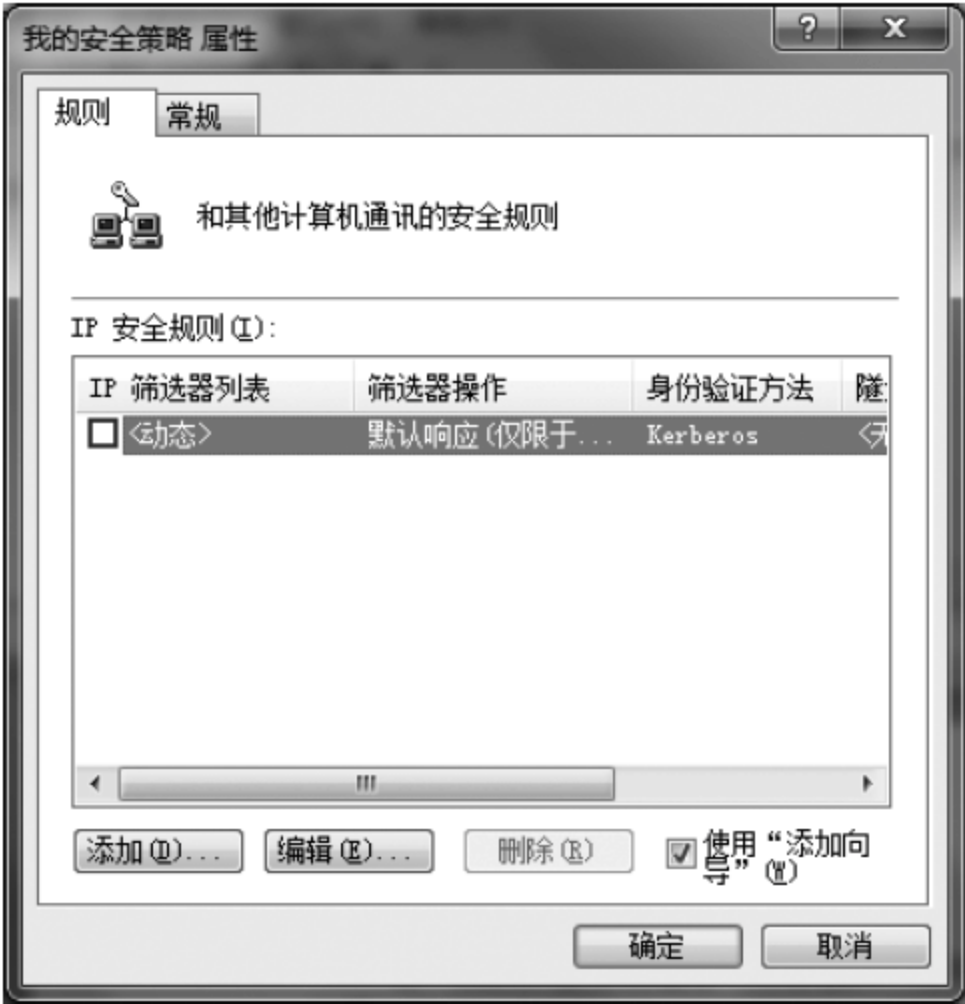 我的安全策略 属性
?
X
规则
常规
和其他计算机通讯的安全规则
IP 安全规则(I):
IP 筛选器列表 筛选器操作 身份验证方法 隧
<动态> 默认响应(仅限于... Kerberos <无
添加(D)... 编辑(E)... 删除(R) 使用“添加向
导”(W)
确定 取消